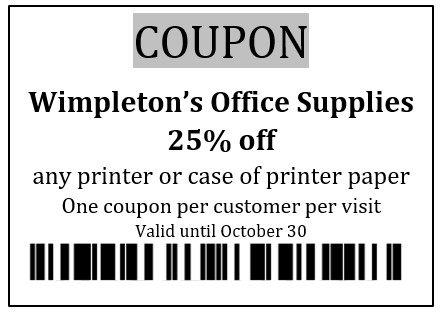 COUPON
Wimpleton’s Office Supplies
25% off
any printer or case of printer paper
One coupon per customer per visit
Valid until October 30